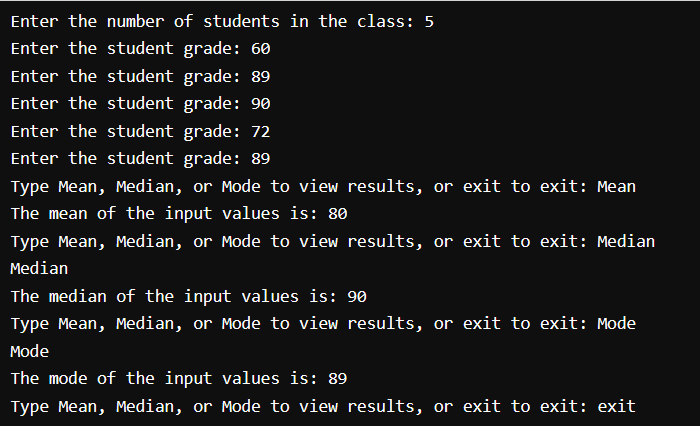 Enter the number of students in the class: 5
Enter the student grade: 60
Enter the student grade: 89
Enter the student grade: 90
Enter the student grade: 72
Enter the student grade: 89
Type Mean, Median, or Mode to view results, or exit to exit: Mean
The mean of the input values is: 80
Type Mean, Median, or Mode to view results, or exit to exit: Median
Median
The median of the input values is: 90
Type Mean, Median, or Mode to view results, or exit to exit: Mode
Mode
The mode of the input values is: 89
Type Mean, Median, or Mode to view results, or exit to exit: exit